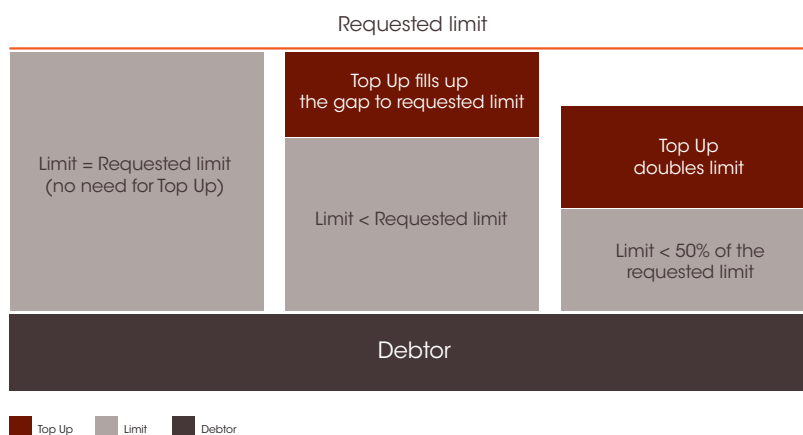 Requested limit
Limit = Requested limit
(no need for Top Up)
Top Up fills up
the gap to requested limit
Limit < Requested limit
Top Up
doubles limit
Limit < 50% of the
requested limit
Debtor
Top Up
Limit
Debtor